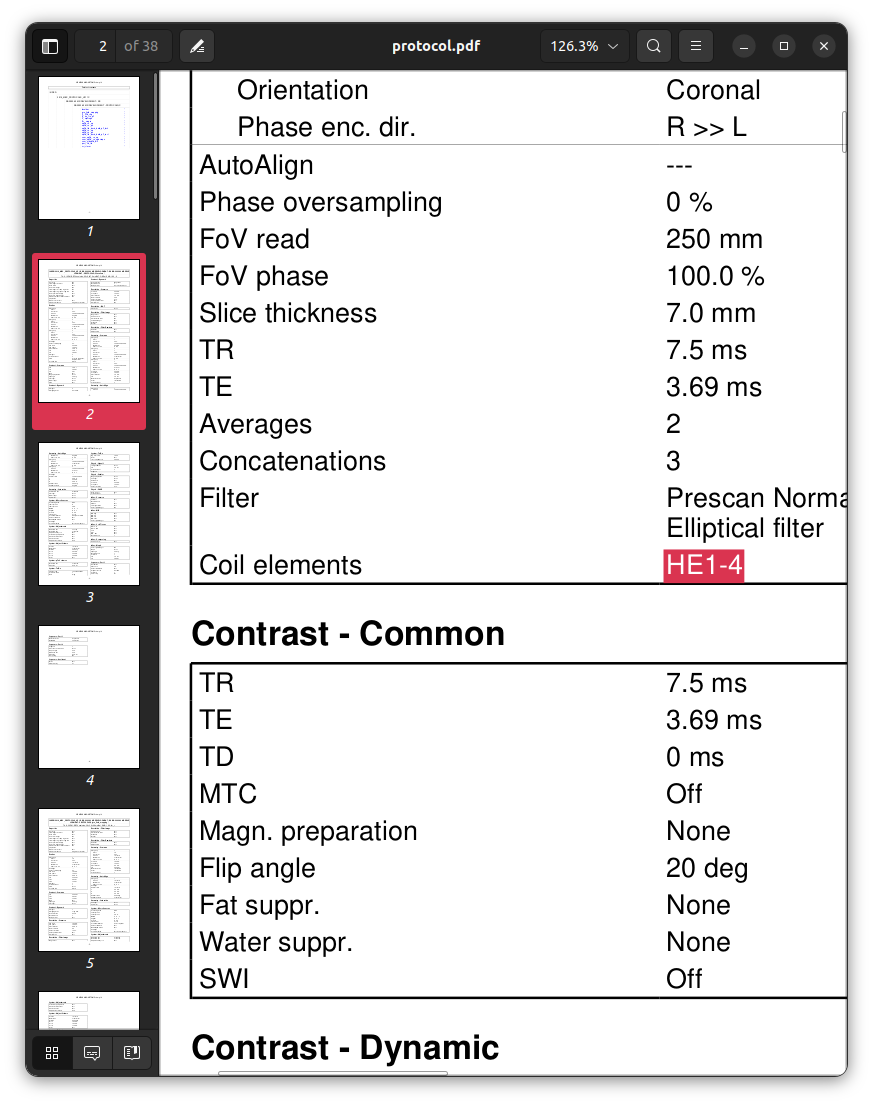 2 of 38 protocol.pdf 126.3%
1
2
3
4
5
Orientation Coronal
Phase enc. dir. R >> L
AutoAlign ---
Phase oversampling 0 %
FoV read 250 mm
FoV phase 100.0 %
Slice thickness 7.0 mm
TR 7.5 ms
TE 3.69 ms
Averages 2
Concatenations 3
Filter Prescan Norma
Elliptical filter
Coil elements HE1-4
Contrast - Common
TR 7.5 ms
TE 3.69 ms
TD 0 ms
MTC Off
Magn. preparation None
Flip angle 20 deg
Fat suppr. None
Water suppr. None
SWI Off
Contrast - Dynamic